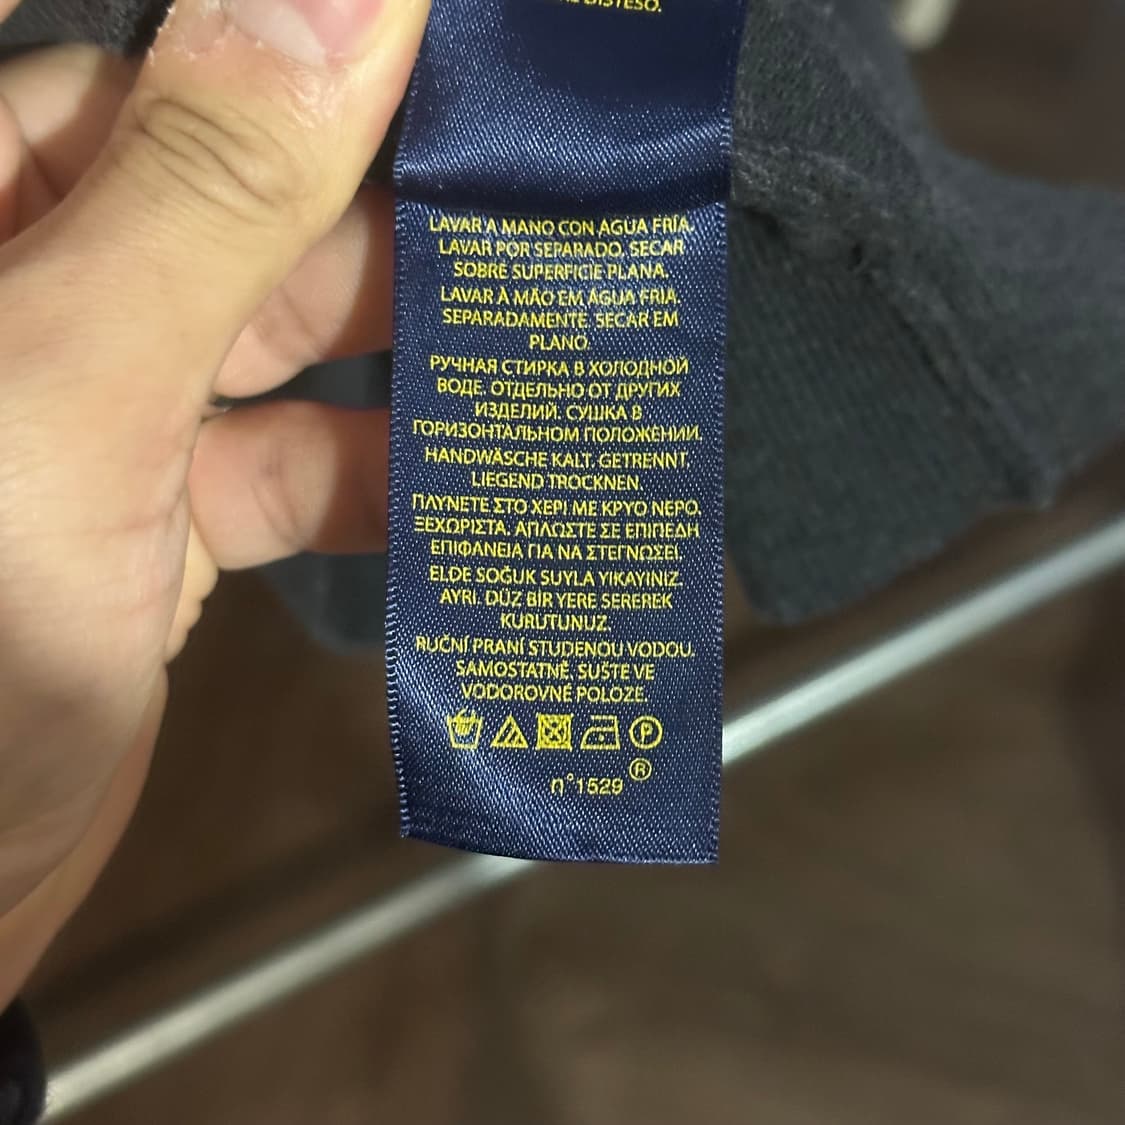 DISTESO.
LAVAR A MANO CON AGUA FRÍA.
LAVAR POR SEPARADO. SECAR
SOBRE SUPERFICIE PLANA.
LAVAR À MÃO EM ÁGUA FRIA.
SEPARADAMENTE. SECAR EM
PLANO.
РУЧНАЯ СТИРКА В ХОЛОДНОЙ
ВОДЕ. ОТДЕЛЬНО ОТ ДРУГИХ
ИЗДЕЛИЙ. СУШКА В
ГОРИЗОНТАЛЬНОМ ПОЛОЖЕНИИ.
HANDWÄSCHE KALT. GETRENNT.
LIEGEND TROCKNEN.
ΠΛΥΝΕΤΕ ΣΤΟ ΧΕΡΙ ΜΕ ΚΡΥΟ ΝΕΡΟ.
ΞΕΧΩΡΙΣΤΑ. ΑΠΛΩΣΤΕ ΣΕ ΕΠΙΠΕΔΗ
ΕΠΙΦΑΝΕΙΑ ΓΙΑ ΝΑ ΣΤΕΓΝΩΣΕΙ.
ELDE SOĞUK SUYLA YIKAYINIZ.
AYRI. DÜZ BİR YERE SEREREK
KURUTUNUZ.
RUČNÍ PRANÍ STUDENOU VODOU.
SAMOSTATNĚ. SUŠTE VE
VODOROVNÉ POLOZE.
P
®
n°1529